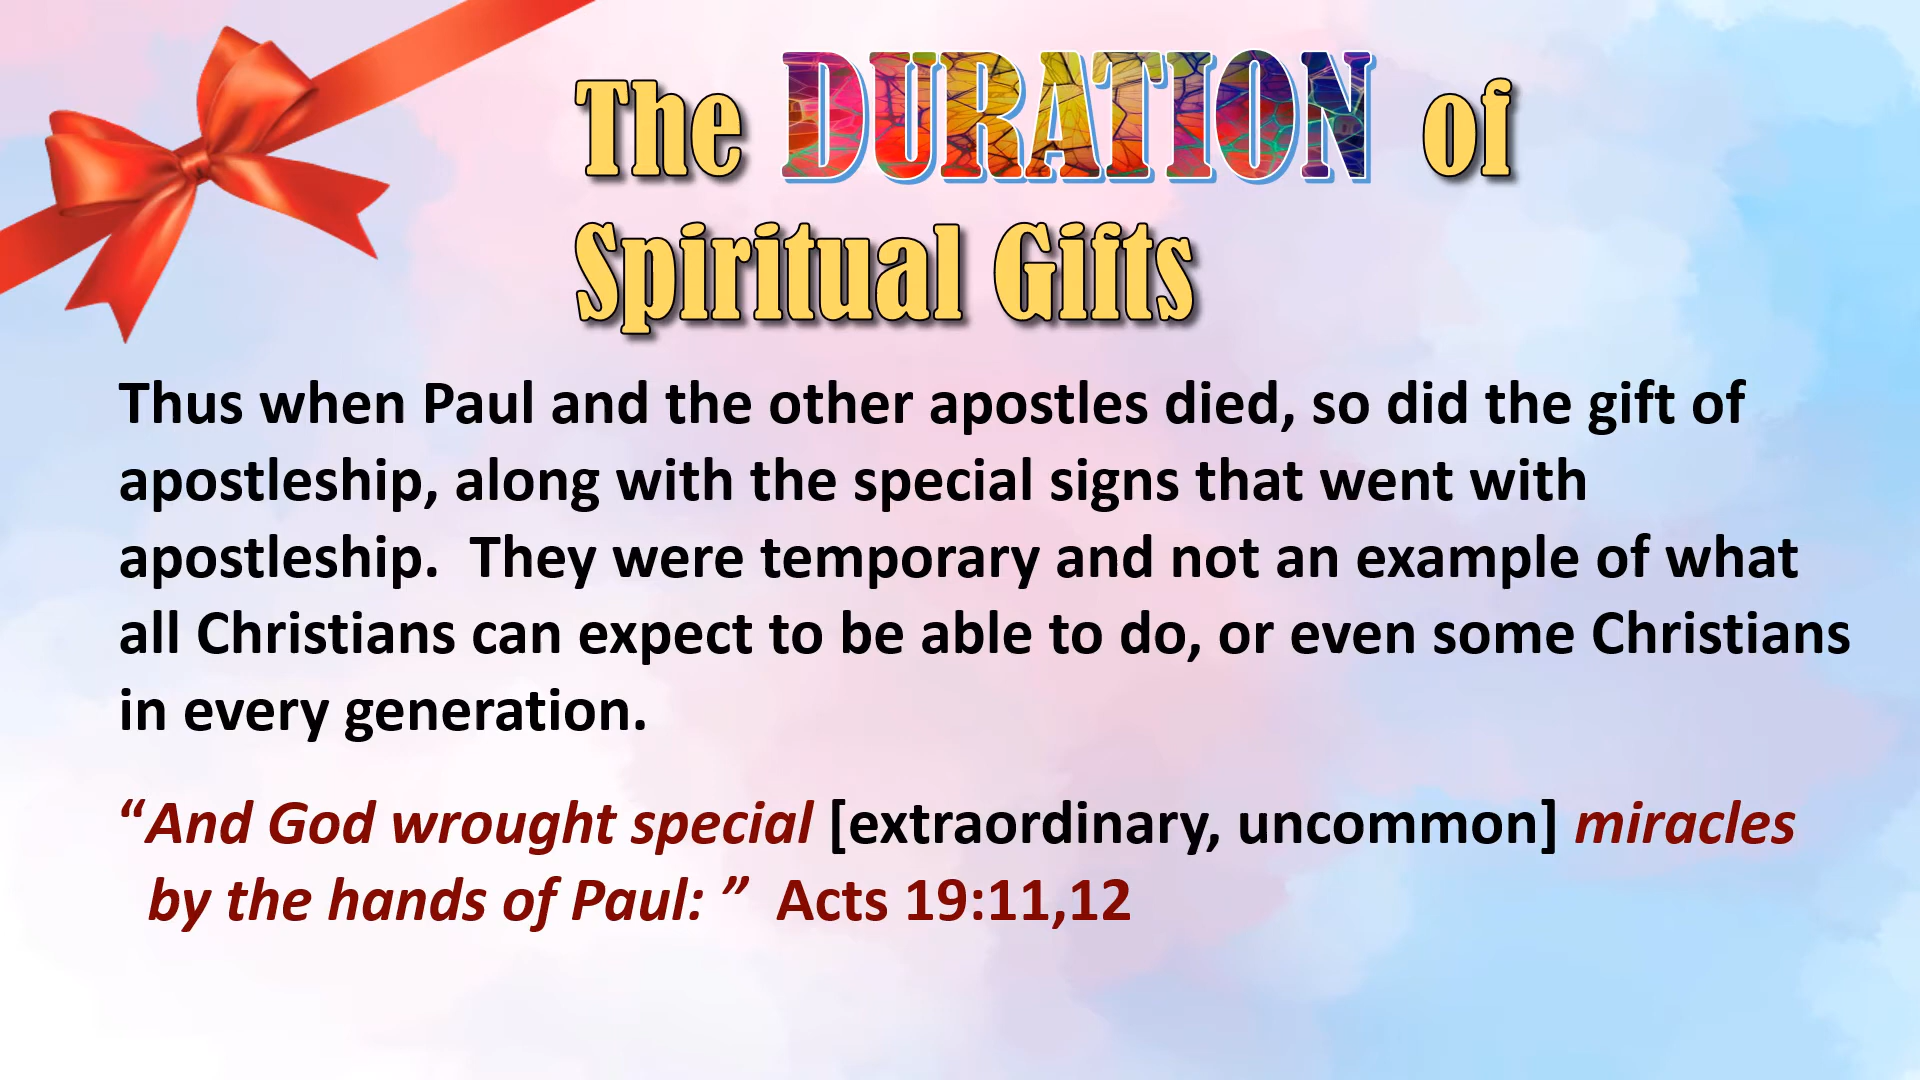 The DURATION of
Spiritual Gifts
Thus when Paul and the other apostles died, so did the gift of
apostleship, along with the special signs that went with
apostleship.  They were temporary and not an example of what
all Christians can expect to be able to do, or even some Christians
in every generation.
“And God wrought special [extraordinary, uncommon] miracles
by the hands of Paul: ”  Acts 19:11,12